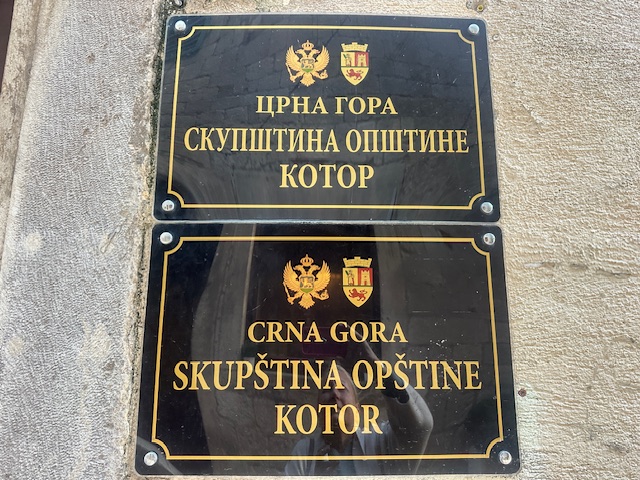 ЦРНА ГОРА
СКУПШТИНА ОПШТИНЕ
КОТОР
CRNA GORA
SKUPŠTINA OPŠTINE
KOTOR